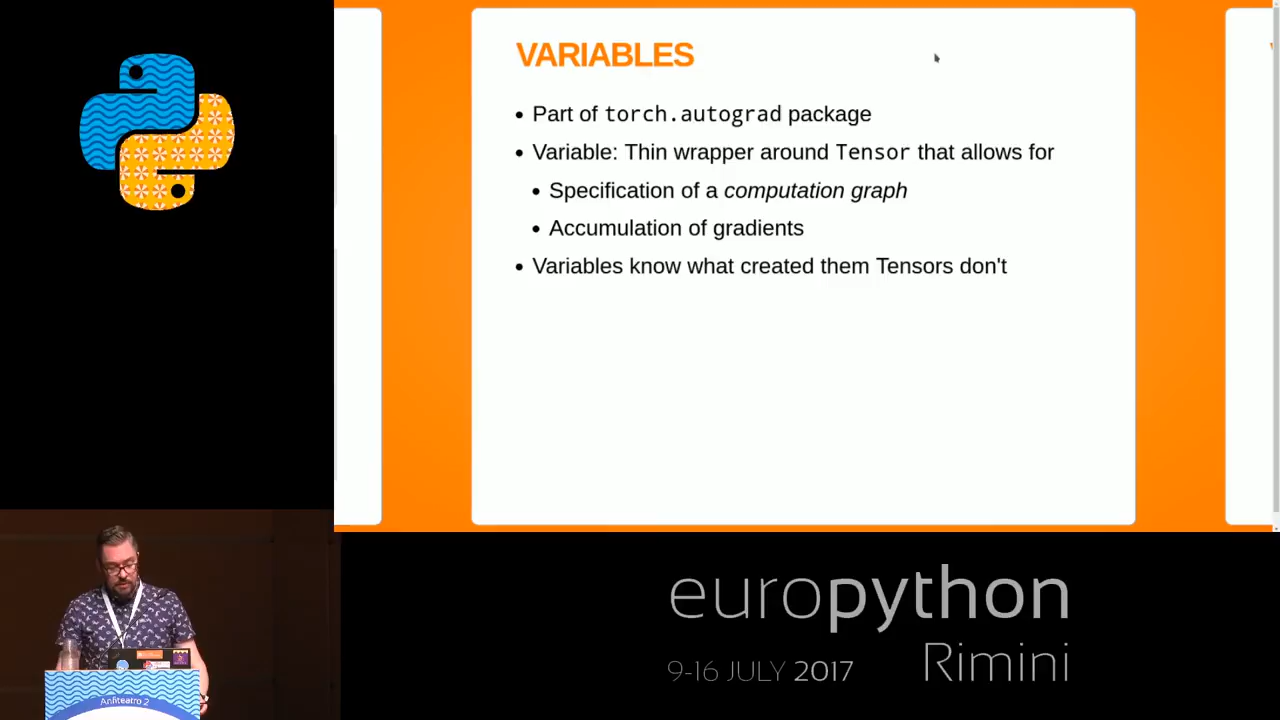 VARIABLES
Part of torch.autograd package
Variable: Thin wrapper around Tensor that allows for
Specification of a computation graph
Accumulation of gradients
Variables know what created them Tensors don't
Anfiteatro 2
europython
9-16 JULY 2017 Rimini